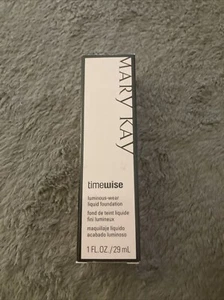 MARY KAY
timewise
luminous-wear
liquid foundation
fond de teint liquide
fini lumineux
maquillaje líquido
acabado luminoso
1 FL. OZ. / 29 mL